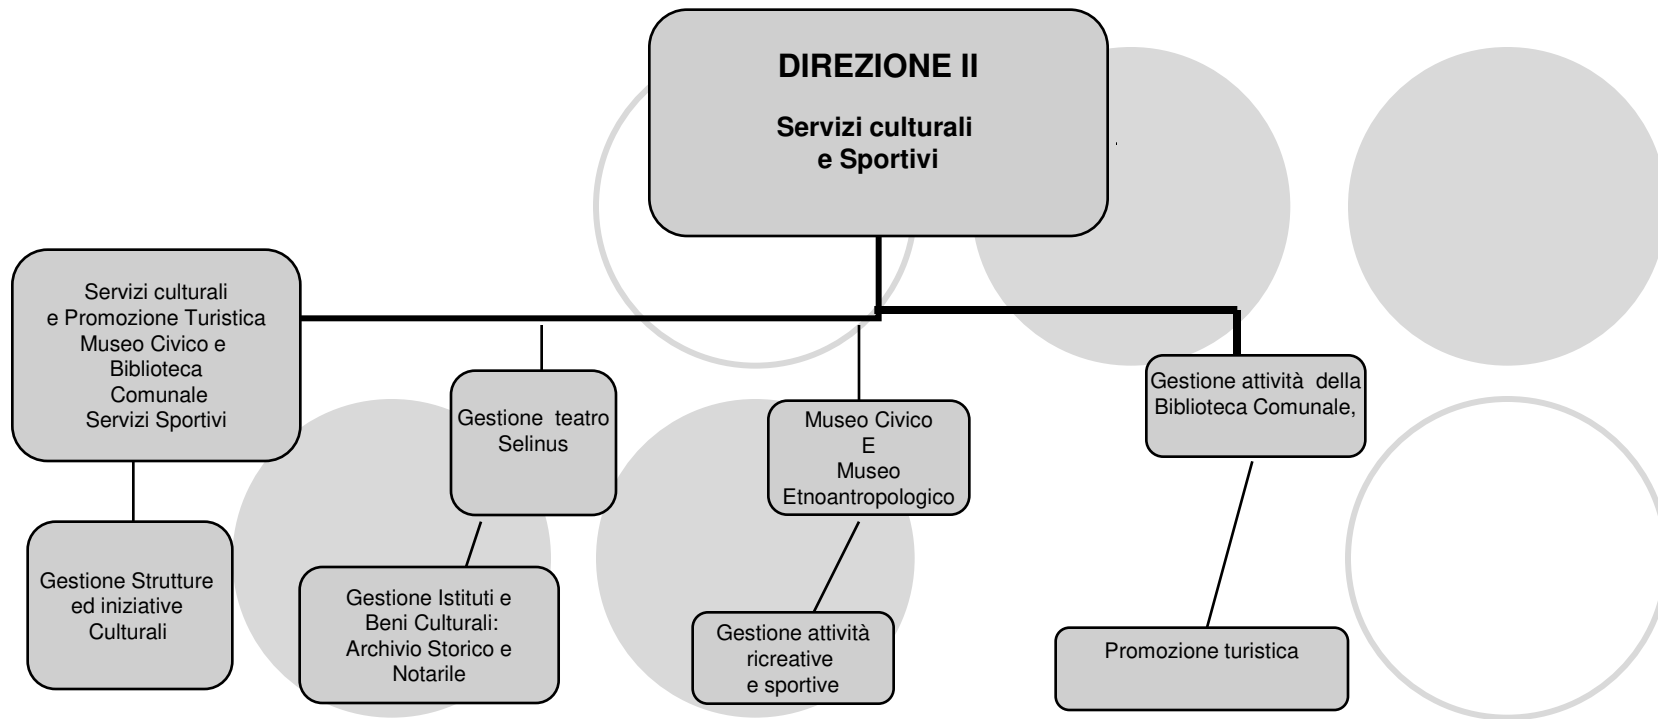 DIREZIONE II
Servizi culturali
e Sportivi
Servizi culturali
e Promozione Turistica
Museo Civico e
Biblioteca
Comunale
Servizi Sportivi
Gestione teatro
Selinus
Museo Civico
E
Museo
Etnoantropologico
Gestione attività della
Biblioteca Comunale,
Gestione Strutture
ed iniziative
Culturali
Gestione Istituti e
Beni Culturali:
Archivio Storico e
Notarile
Gestione attività
ricreative
e sportive
Promozione turistica